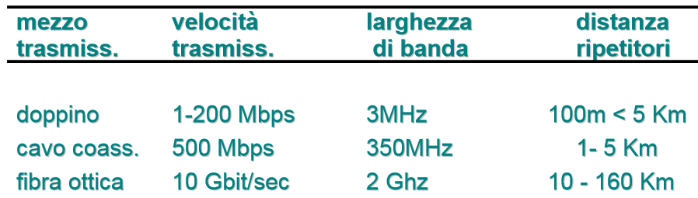 mezzo trasmiss. velocità trasmiss. larghezza di banda distanza ripetitori
doppino 1-200 Mbps 3MHz 100m < 5 Km
cavo coass. 500 Mbps 350MHz 1- 5 Km
fibra ottica 10 Gbit/sec 2 Ghz 10 - 160 Km